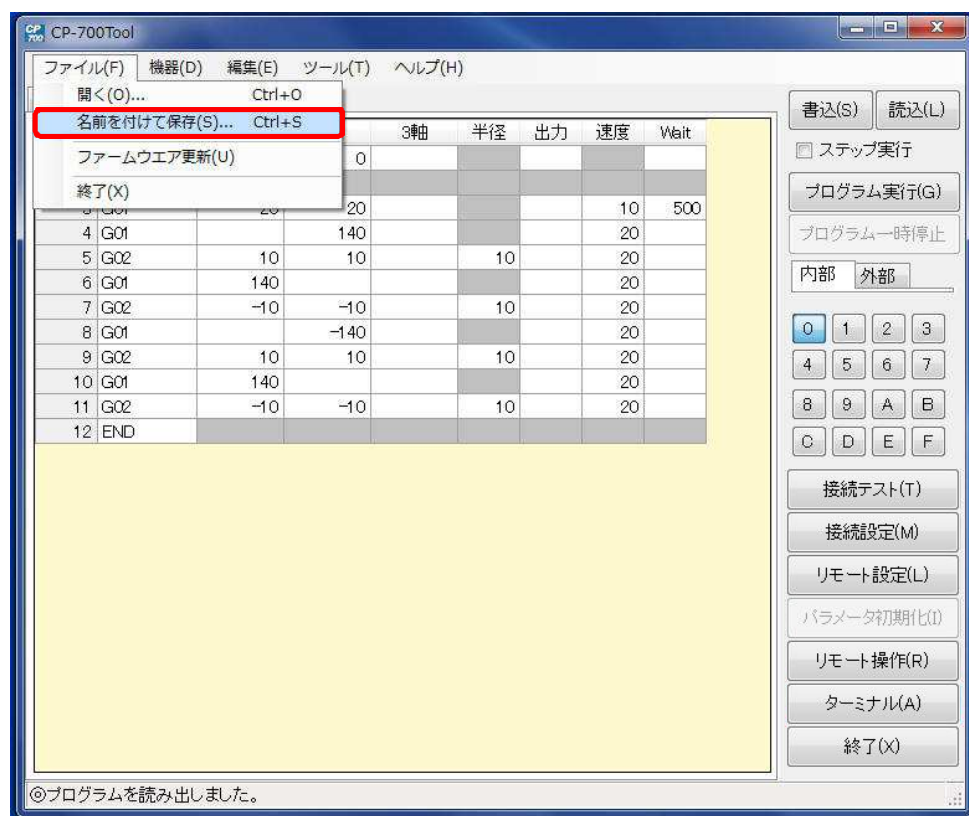 CP-700Tool
ファイル(F) 機器(D) 編集(E) ツール(T) ヘルプ(H)
開く(O)... Ctrl+O
名前を付けて保存(S)... Ctrl+S
ファームウエア更新(U)
終了(X)
3軸 半径 出力 速度 Wait
0
3 G01 20 20 10 500
4 G01 140 20
5 G02 10 10 10 20
6 G01 140 20
7 G02 -10 -10 10 20
8 G01 -140 20
9 G02 10 10 10 20
10 G01 140 20
11 G02 -10 -10 10 20
12 END
書込(S) 読込(L)
ステップ実行
プログラム実行(G)
プログラム一時停止
内部 外部
0 1 2 3
4 5 6 7
8 9 A B
C D E F
接続テスト(T)
接続設定(M)
リモート設定(L)
パラメータ初期化(I)
リモート操作(R)
ターミナル(A)
終了(X)
◎プログラムを読み出しました。